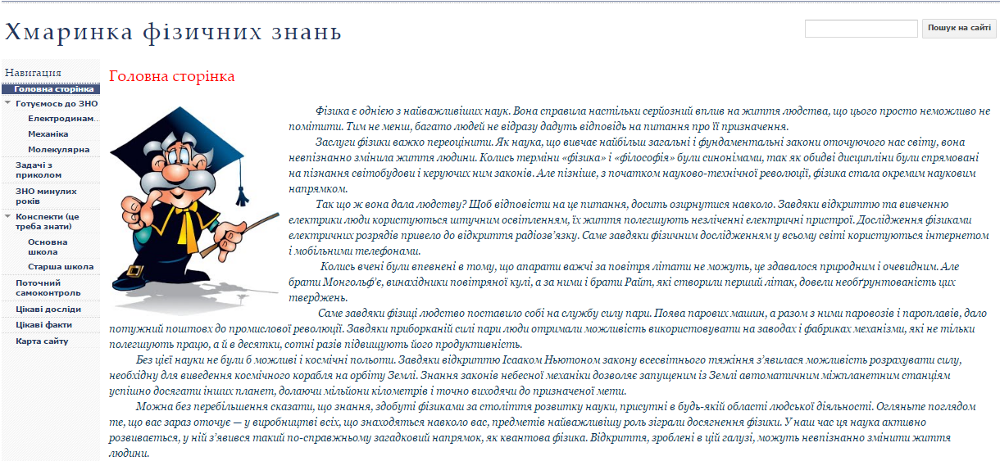 Хмаринка фізичних знань
Пошук на сайті
Навигация
Головна сторінка
Готуємось до ЗНО
Електродинам...
Механіка
Молекулярна
Задачі з
приколом
ЗНО минулих
років
Конспекти (це
треба знати)
Основна
школа
Старша школа
Поточний
самоконтроль
Цікаві досліди
Цікаві факти
Карта сайту
Головна сторінка
Фізика є однією з найважливіших наук. Вона справила настільки серйозний вплив на життя людства, що цього просто неможливо не
помітити. Тим не менш, багато людей не відразу дадуть відповідь на питання про її призначення.
Заслуги фізики важко переоцінити. Як наука, що вивчає найбільш загальні і фундаментальні закони оточуючого нас світу, вона
невпізнанно змінила життя людини. Колись терміни «фізика» і «філософія» були синонімами, так як обидві дисципліни були спрямовані
на пізнання світобудови і керуючих ним законів. Але пізніше, з початком науково-технічної революції, фізика стала окремим науковим
напрямком.
Так що ж вона дала людству? Щоб відповісти на це питання, досить озирнутися навколо. Завдяки відкриттю та вивченню
електрики люди користуються штучним освітленням, їх життя полегшують незліченні електричні пристрої. Дослідження фізиками
електричних розрядів привело до відкриття радіозв’язку. Саме завдяки фізичним дослідженням у всьому світі користуються інтернетом
і мобільними телефонами.
Колись вчені були впевнені в тому, що апарати важчі за повітря літати не можуть, це здавалося природним і очевидним. Але
брати Монгольф’є, винахідники повітряної кулі, а за ними і брати Райт, які створили перший літак, довели необґрунтованість цих
тверджень.
Саме завдяки фізиці людство поставило собі на службу силу пари. Поява парових машин, а разом з ними паровозів і пароплавів, дало
потужний поштовх до промислової революції. Завдяки приборканій силі пари люди отримали можливість використовувати на заводах і фабриках механізми, які не тільки
полегшують працю, а й в десятки, сотні разів підвищують його продуктивність.
Без цієї науки не були б можливі і космічні польоти. Завдяки відкриттю Ісааком Ньютоном закону всесвітнього тяжіння з’явилася можливість розрахувати силу,
необхідну для виведення космічного корабля на орбіту Землі. Знання законів небесної механіки дозволяє запущеним із Землі автоматичним міжпланетним станціям
успішно досягати інших планет, долаючи мільйони кілометрів і точно виходячи до призначеної мети.
Можна без перебільшення сказати, що знання, здобуті фізиками за століття розвитку науки, присутні в будь-якій області людської діяльності. Огляньте поглядом
те, що вас зараз оточує — у виробництві всіх, що знаходяться навколо вас, предметів найважливішу роль зіграли досягнення фізики. У наш час ця наука активно
розвивається, у ній з’явився такий по-справжньому загадковий напрямок, як квантова фізика. Відкриття, зроблені в цій галузі, можуть невпізнанно змінити життя
людини.